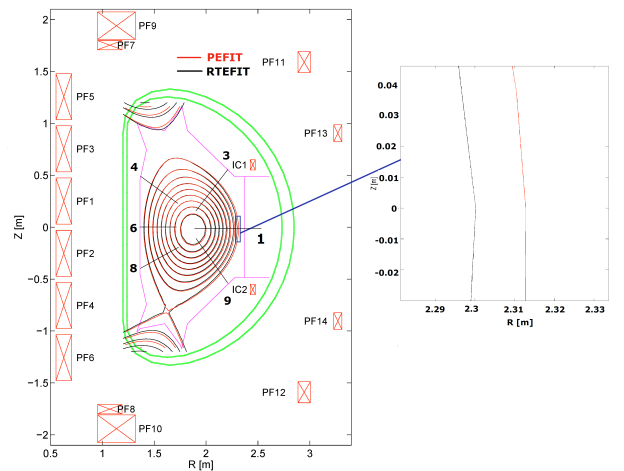 2
1.5
1
0.5
0
−0.5
−1
−1.5
−2
Z [m]
0.5
1
1.5
2
2.5
3
3.5
R [m]
PF9
PF7
PEFIT
RTEFIT
PF11
PF5
PF13
PF3
3
IC1
4
PF1
6
1
PF2
8
9
IC2
PF4
PF14
PF6
PF12
PF8
PF10
0.04
0.03
0.02
0.01
0
-0.01
-0.02
Z [m]
2.29
2.3
2.31
2.32
2.33
R [m]